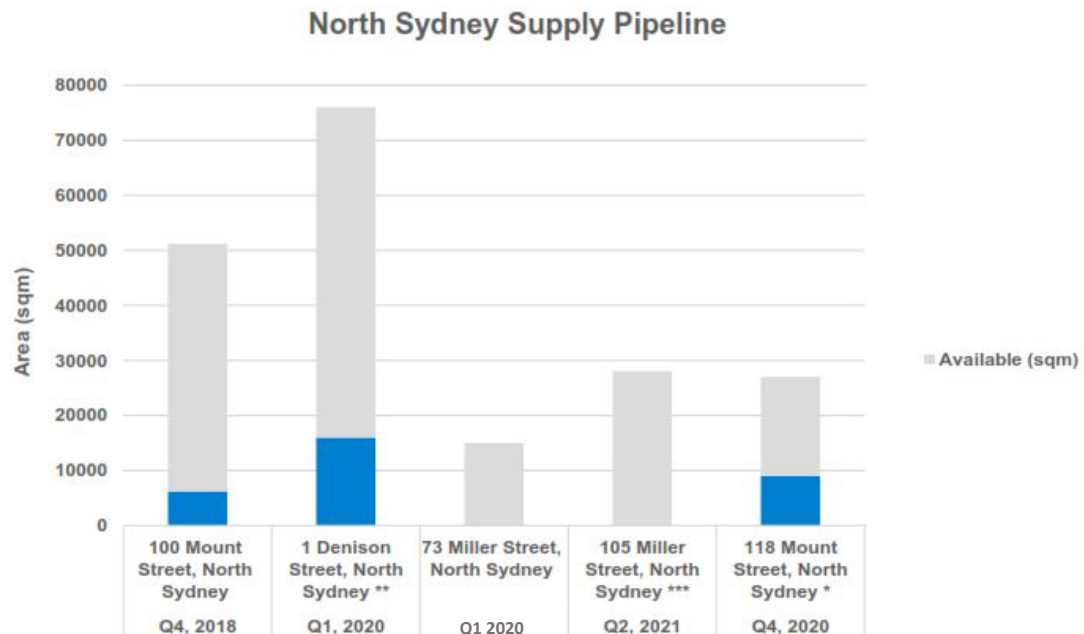 North Sydney Supply Pipeline
80000
70000
60000
50000
40000
30000
20000
10000
0
Area (sqm)
Available (sqm)
100 Mount
Street, North
Sydney
Q4, 2018
1 Denison
Street, North
Sydney **
Q1, 2020
73 Miller Street,
North Sydney
Q1 2020
105 Miller
Street, North
Sydney ***
Q2, 2021
118 Mount
Street, North
Sydney *
Q4, 2020